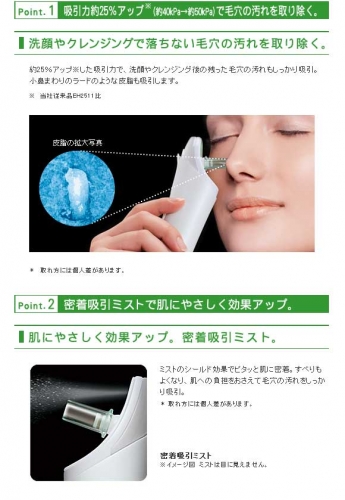 Point. 1 吸引力約25%アップ※(約40kPa→約50kPa)で毛穴の汚れを取り除く。
洗顔やクレンジングで落ちない毛穴の汚れを取り除く。
約25%アップ※した吸引力で、洗顔やクレンジング後の残った毛穴の汚れもしっかり吸引。
小鼻まわりのラードのような皮脂も吸引します。
※ 当社従来品EH2511比
皮脂の拡大写真
* 取れ方には個人差があります。
Point. 2 密着吸引ミストで肌にやさしく効果アップ。
肌にやさしく効果アップ。密着吸引ミスト。
ミストのシールド効果でピタッと肌に密着。すべりも
よくなり、肌への負担をおさえて毛穴の汚れをしっか
り吸引。
* 取れ方には個人差があります。
密着吸引ミスト
※イメージ図 ミストは目に見えません。